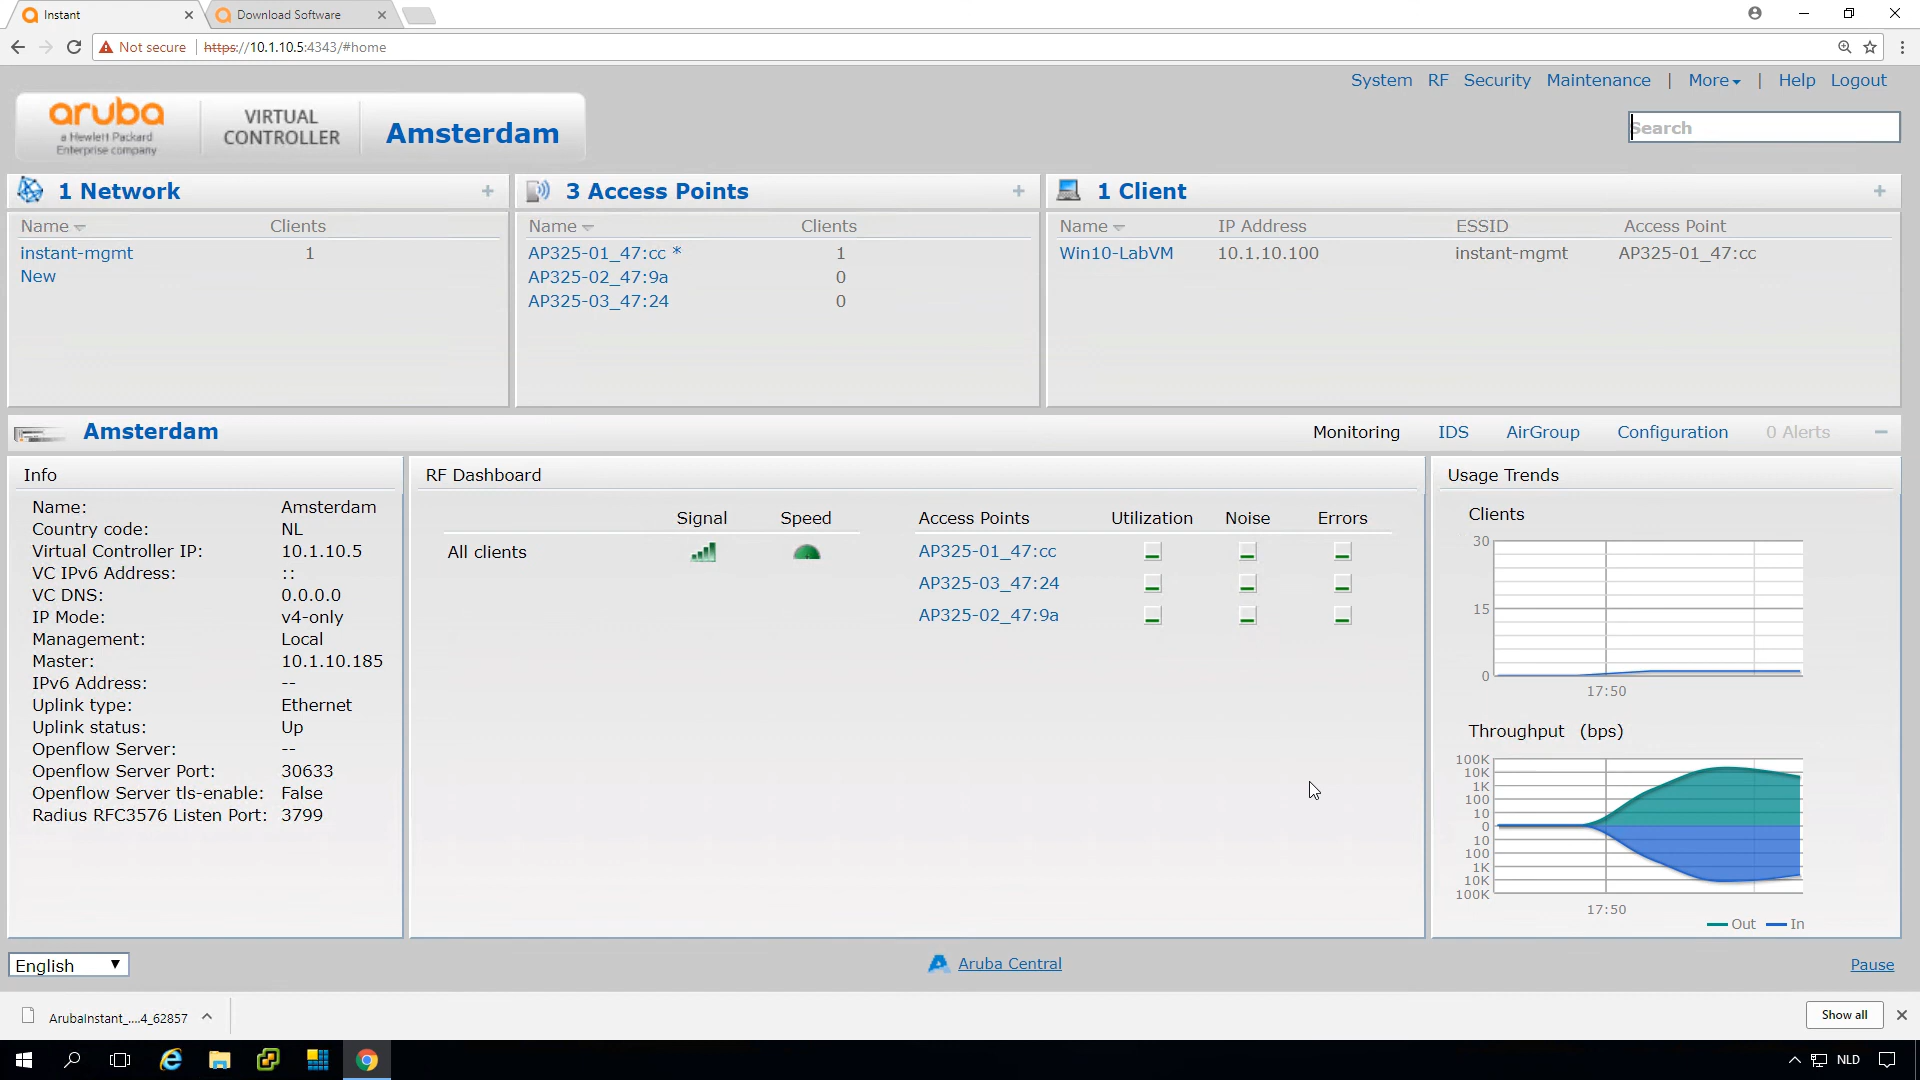 Instant
Download Software
Not secure
https://10.1.10.5:4343/#home
System RF Security Maintenance | More | Help Logout
aruba
a Hewlett Packard
Enterprise company
VIRTUAL
CONTROLLER
Amsterdam
Search
1 Network +
Name Clients
instant-mgmt 1
New
3 Access Points +
Name Clients
AP325-01_47:cc * 1
AP325-02_47:9a 0
AP325-03_47:24 0
1 Client +
Name IP Address ESSID Access Point
Win10-LabVM 10.1.10.100 instant-mgmt AP325-01_47:cc
Amsterdam
Monitoring IDS AirGroup Configuration 0 Alerts
Info
Name: Amsterdam
Country code: NL
Virtual Controller IP: 10.1.10.5
VC IPv6 Address: ::
VC DNS: 0.0.0.0
IP Mode: v4-only
Management: Local
Master: 10.1.10.185
IPv6 Address: --
Uplink type: Ethernet
Uplink status: Up
Openflow Server: --
Openflow Server Port: 30633
Openflow Server tls-enable: False
Radius RFC3576 Listen Port: 3799
RF Dashboard
Signal Speed
All clients
Access Points Utilization Noise Errors
AP325-01_47:cc
AP325-03_47:24
AP325-02_47:9a
Usage Trends
Clients
30
15
0
17:50
Throughput (bps)
100K
10K
1K
100
10
0
10
100
1K
10K
100K
17:50
Out In
English
Aruba Central
Pause
ArubaInstant_....4_62857
Show all
NLD